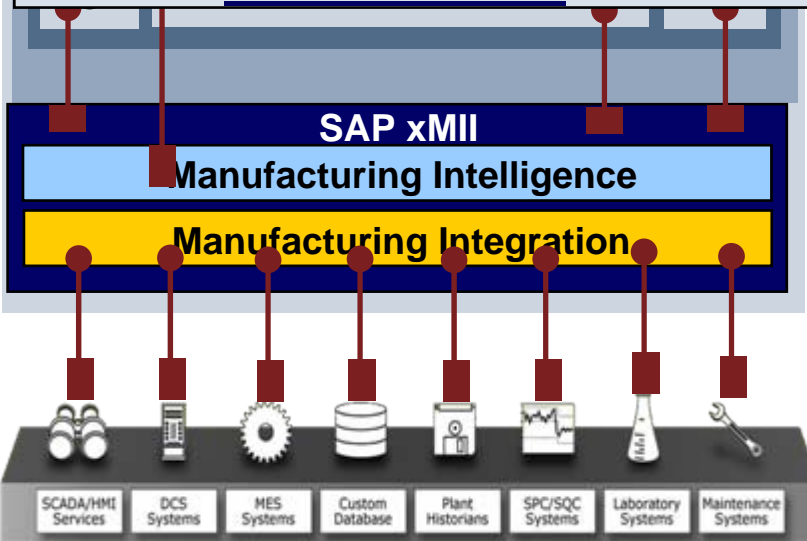 SAP xMII
Manufacturing Intelligence
Manufacturing Integration
SCADA/HMI
Services
DCS
Systems
MES
Systems
Custom
Database
Plant
Historians
SPC/SQC
Systems
Laboratory
Systems
Maintenance
Systems